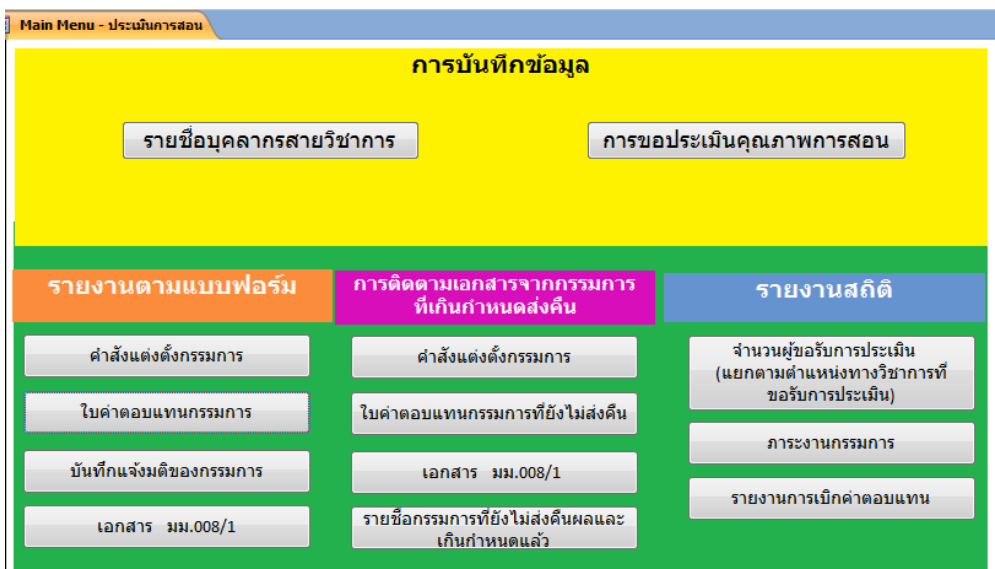 Main Menu - ประเมินการสอน
การบันทึกข้อมูล
รายชื่อบุคลากรสายวิชาการ
การขอประเมินคุณภาพการสอน
รายงานตามแบบฟอร์ม
คำสั่งแต่งตั้งกรรมการ
ใบค่าตอบแทนกรรมการ
บันทึกแจ้งมติของกรรมการ
เอกสาร มม.008/1
การติดตามเอกสารจากกรรมการ
ที่เกินกำหนดส่งคืน
คำสั่งแต่งตั้งกรรมการ
ใบค่าตอบแทนกรรมการที่ยังไม่ส่งคืน
เอกสาร มม.008/1
รายชื่อกรรมการที่ยังไม่ส่งคืนผลและ
เกินกำหนดแล้ว
รายงานสถิติ
จำนวนผู้ขอรับการประเมิน
(แยกตามตำแหน่งทางวิชาการที่
ขอรับการประเมิน)
ภาระงานกรรมการ
รายงานการเบิกค่าตอบแทน